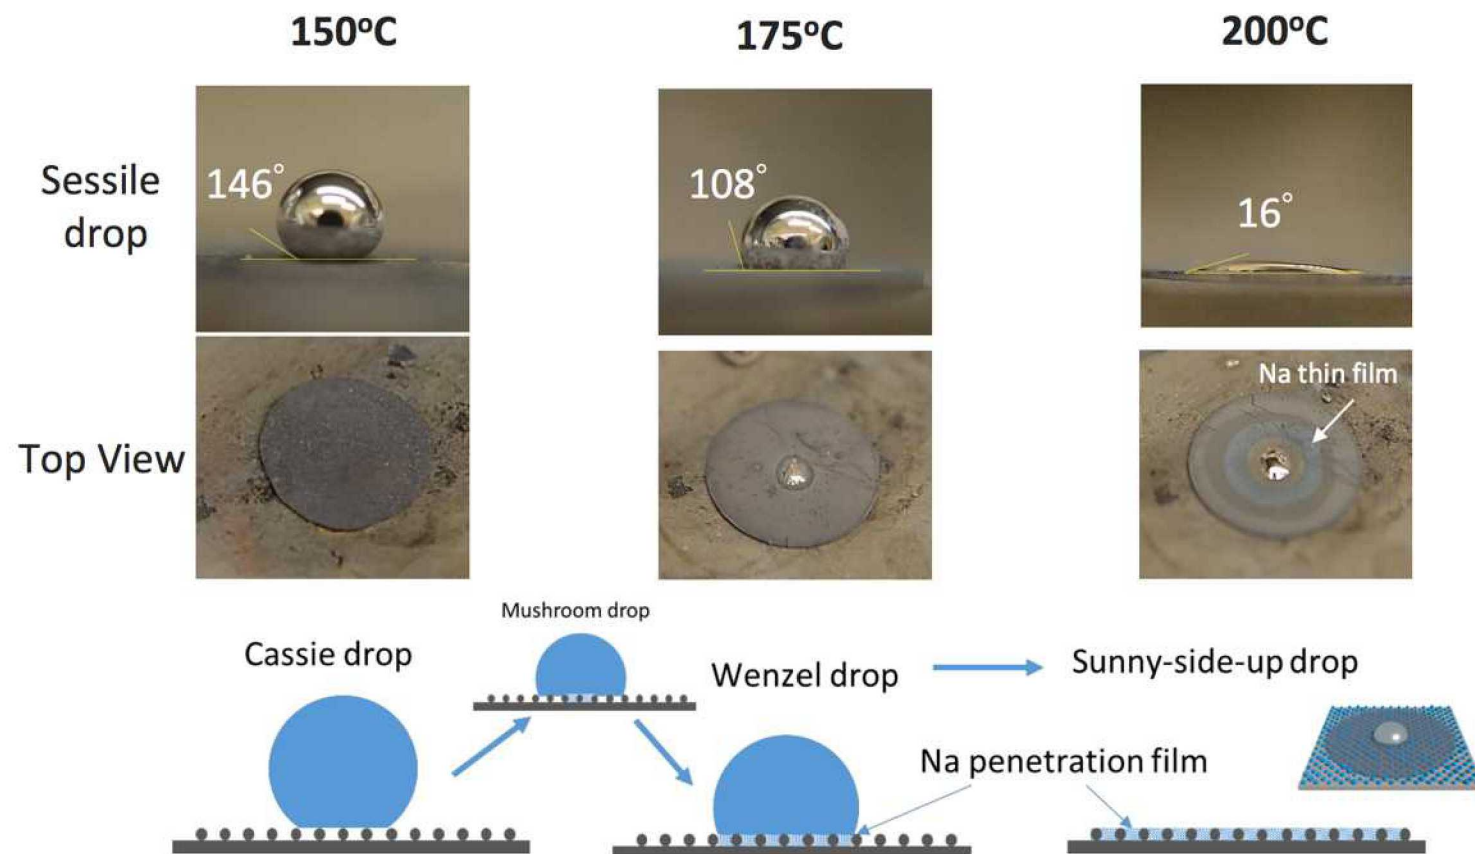 150°C
175°C
200°C
Sessile
drop
146°
108°
16°
Top View
Na thin film
Mushroom drop
Cassie drop
Wenzel drop
Sunny-side-up drop
Na penetration film